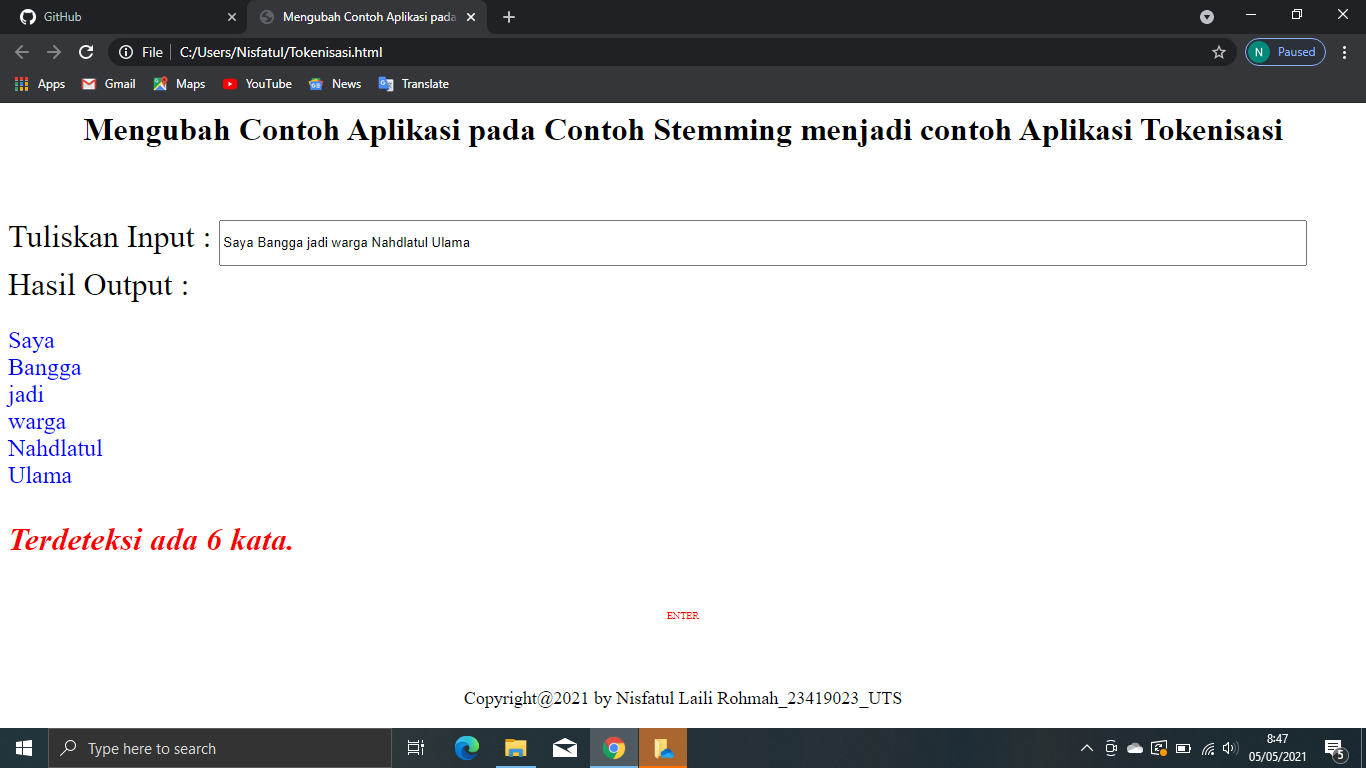 GitHub
Mengubah Contoh Aplikasi pada
File
C:/Users/Nisfatul/Tokenisasi.html
N Paused
Apps Gmail Maps YouTube News Translate
Mengubah Contoh Aplikasi pada Contoh Stemming menjadi contoh Aplikasi Tokenisasi
Tuliskan Input : Saya Bangga jadi warga Nahdlatul Ulama
Hasil Output :
Saya
Bangga
jadi
warga
Nahdlatul
Ulama
Terdeteksi ada 6 kata.
ENTER
Copyright@2021 by Nisfatul Laili Rohmah_23419023_UTS
Type here to search
8:47
05/05/2021
5